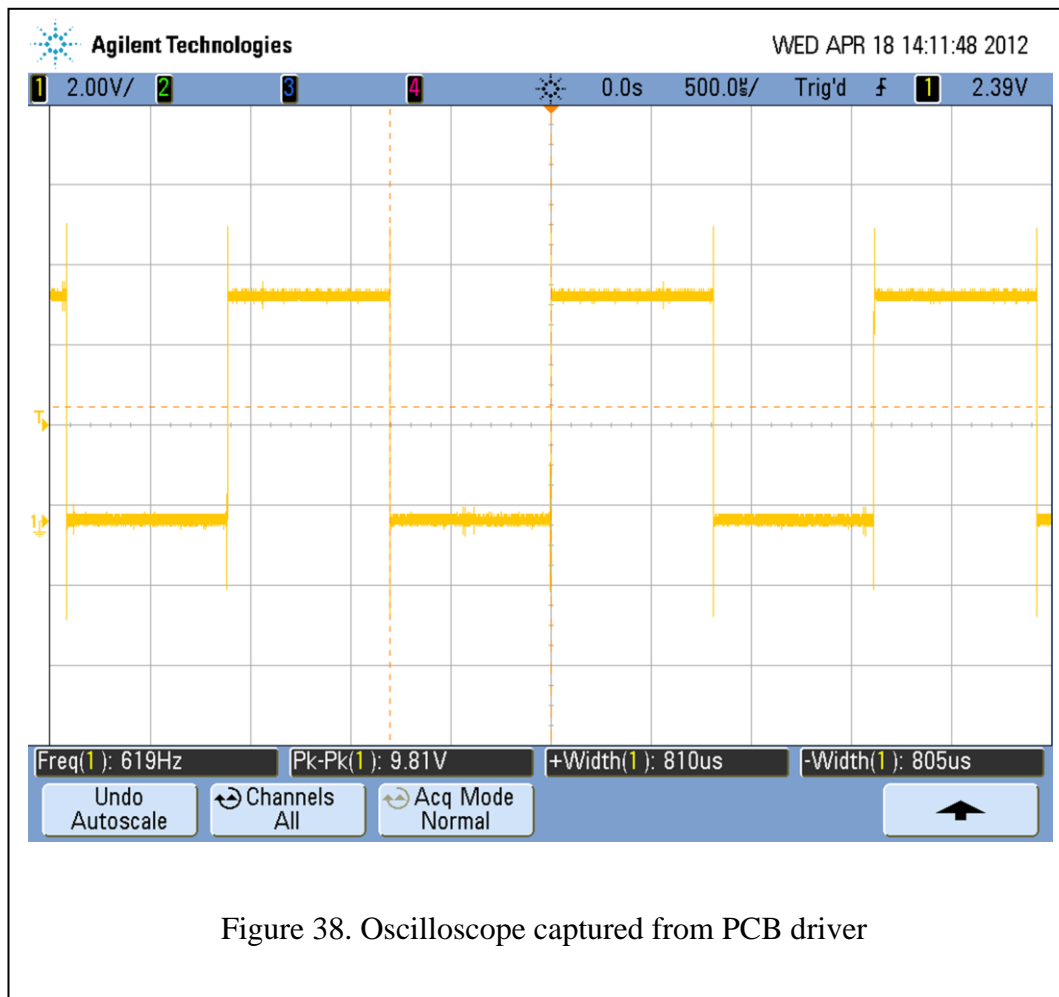 Agilent Technologies WED APR 18 14:11:48 2012
1 2.00V/ 2 3 4 0.0s 500.0µs/ Trig'd 1 2.39V
T
1
Freq(1): 619Hz Pk-Pk(1): 9.81V +Width(1): 810us -Width(1): 805us
Undo Autoscale Channels All Acq Mode Normal
Figure 38. Oscilloscope captured from PCB driver